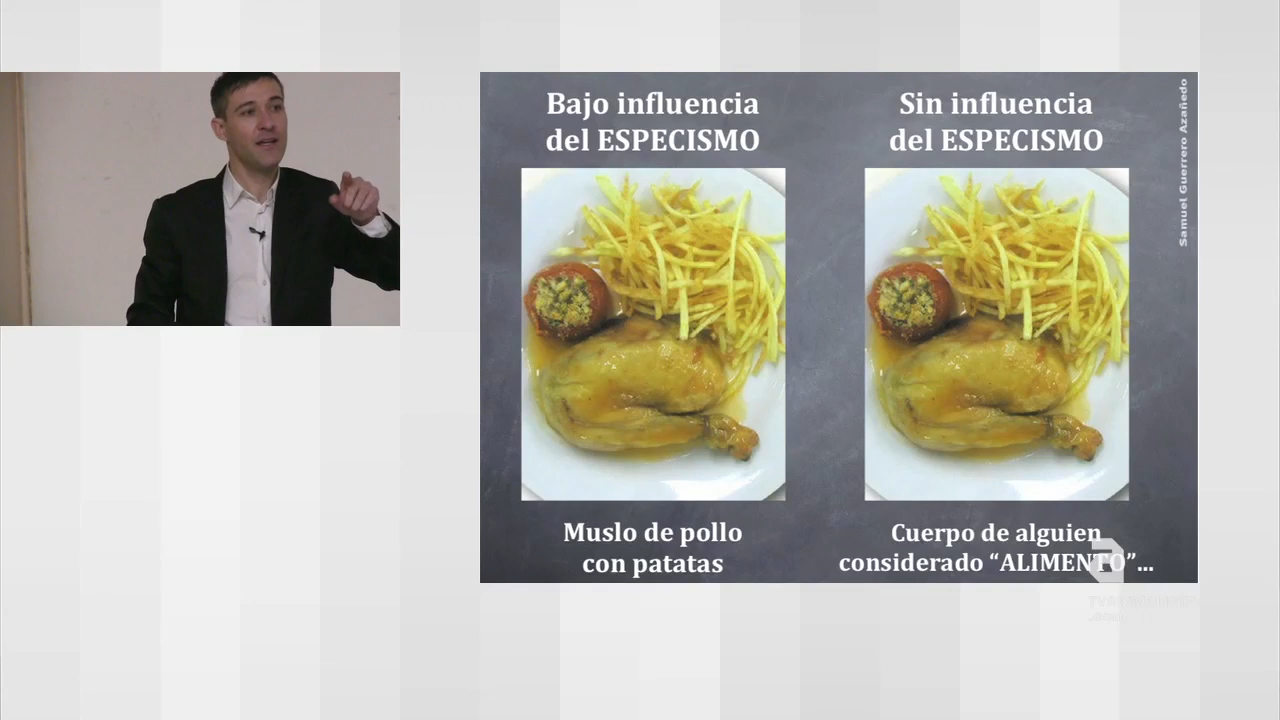 Bajo influencia
del ESPECISMO
Sin influencia
del ESPECISMO
Samuel Guerrero Azañedo
Muslo de pollo
con patatas
Cuerpo de alguien
considerado “ALIMENTO”...